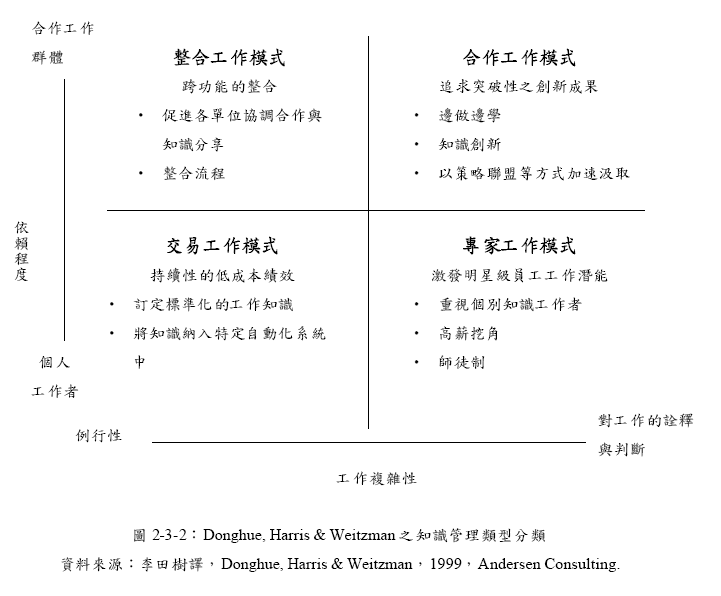 合作工作
群體
整合工作模式
跨功能的整合
• 促進各單位協調合作與
知識分享
• 整合流程
合作工作模式
追求突破性之創新成果
• 邊做邊學
• 知識創新
• 以策略聯盟等方式加速汲取
依賴程度
交易工作模式
持續性的低成本績效
• 訂定標準化的工作知識
• 將知識納入特定自動化系統
中
專家工作模式
激發明星級員工工作潛能
• 重視個別知識工作者
• 高薪挖角
• 師徒制
個人
工作者
例行性
對工作的詮釋
與判斷
工作複雜性
圖 2-3-2：Donghue, Harris & Weitzman 之知識管理類型分類
資料來源：李田樹譯，Donghue, Harris & Weitzman，1999，Andersen Consulting.